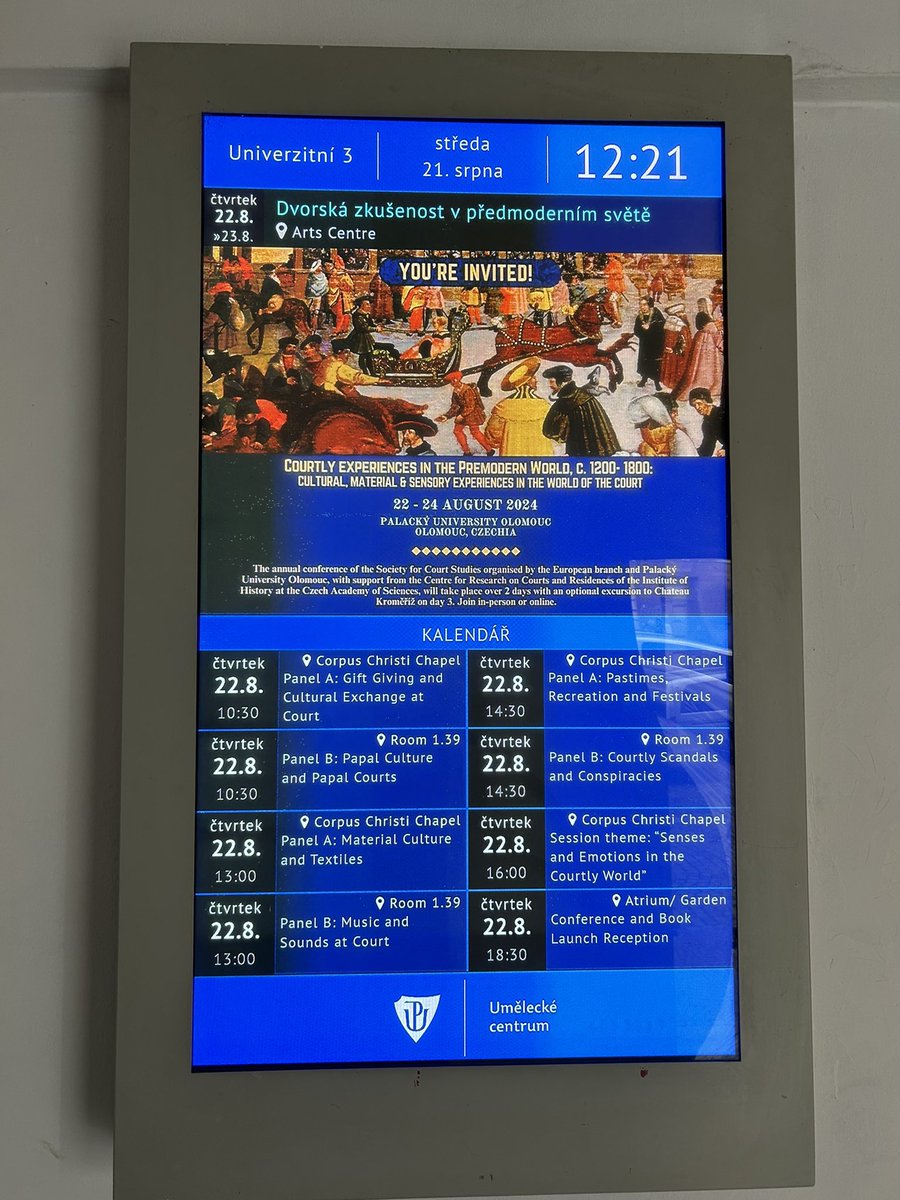 Univerzitní 3
středa
21. srpna
12:21
čtvrtek
22.8.
»23.8.
Dvorská zkušenost v předmoderním světě
Arts Centre
YOU'RE INVITED!
COURTLY EXPERIENCES IN THE PREMODERN WORLD, C. 1200- 1800:
CULTURAL, MATERIAL & SENSORY EXPERIENCES IN THE WORLD OF THE COURT
22 - 24 AUGUST 2024
PALACKÝ UNIVERSITY OLOMOUC
OLOMOUC, CZECHIA
The annual conference of the Society for Court Studies organised by the European branch and Palacký
University Olomouc, with support from the Centre for Research on Courts and Residences of the Institute of
History at the Czech Academy of Sciences, will take place over 2 days with an optional excursion to Chateau
Kroměříž on day 3. Join in-person or online.
KALENDÁŘ
čtvrtek
22.8.
10:30
Corpus Christi Chapel
Panel A: Gift Giving and
Cultural Exchange at
Court
čtvrtek
22.8.
14:30
Corpus Christi Chapel
Panel A: Pastimes,
Recreation and Festivals
čtvrtek
22.8.
10:30
Room 1.39
Panel B: Papal Culture
and Papal Courts
čtvrtek
22.8.
14:30
Room 1.39
Panel B: Courtly Scandals
and Conspiracies
čtvrtek
22.8.
13:00
Corpus Christi Chapel
Panel A: Material Culture
and Textiles
čtvrtek
22.8.
16:00
Corpus Christi Chapel
Session theme: "Senses
and Emotions in the
Courtly World"
čtvrtek
22.8.
13:00
Room 1.39
Panel B: Music and
Sounds at Court
čtvrtek
22.8.
18:30
Atrium/ Garden
Conference and Book
Launch Reception
UP
Umělecké
centrum